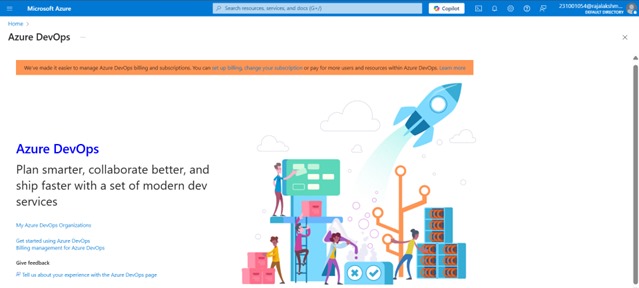 Microsoft Azure
Search resources, services, and docs (G+/)
Copilot
231001054@rajalakshm...
DEFAULT DIRECTORY
Home >
Azure DevOps ...
We've made it easier to manage Azure DevOps billing and subscriptions. You can set up billing, change your subscription or pay for more users and resources within Azure DevOps. Learn more
Azure DevOps
Plan smarter, collaborate better, and
ship faster with a set of modern dev
services
My Azure DevOps Organizations
Get started using Azure DevOps
Billing management for Azure DevOps
Give feedback
Tell us about your experience with the Azure DevOps page